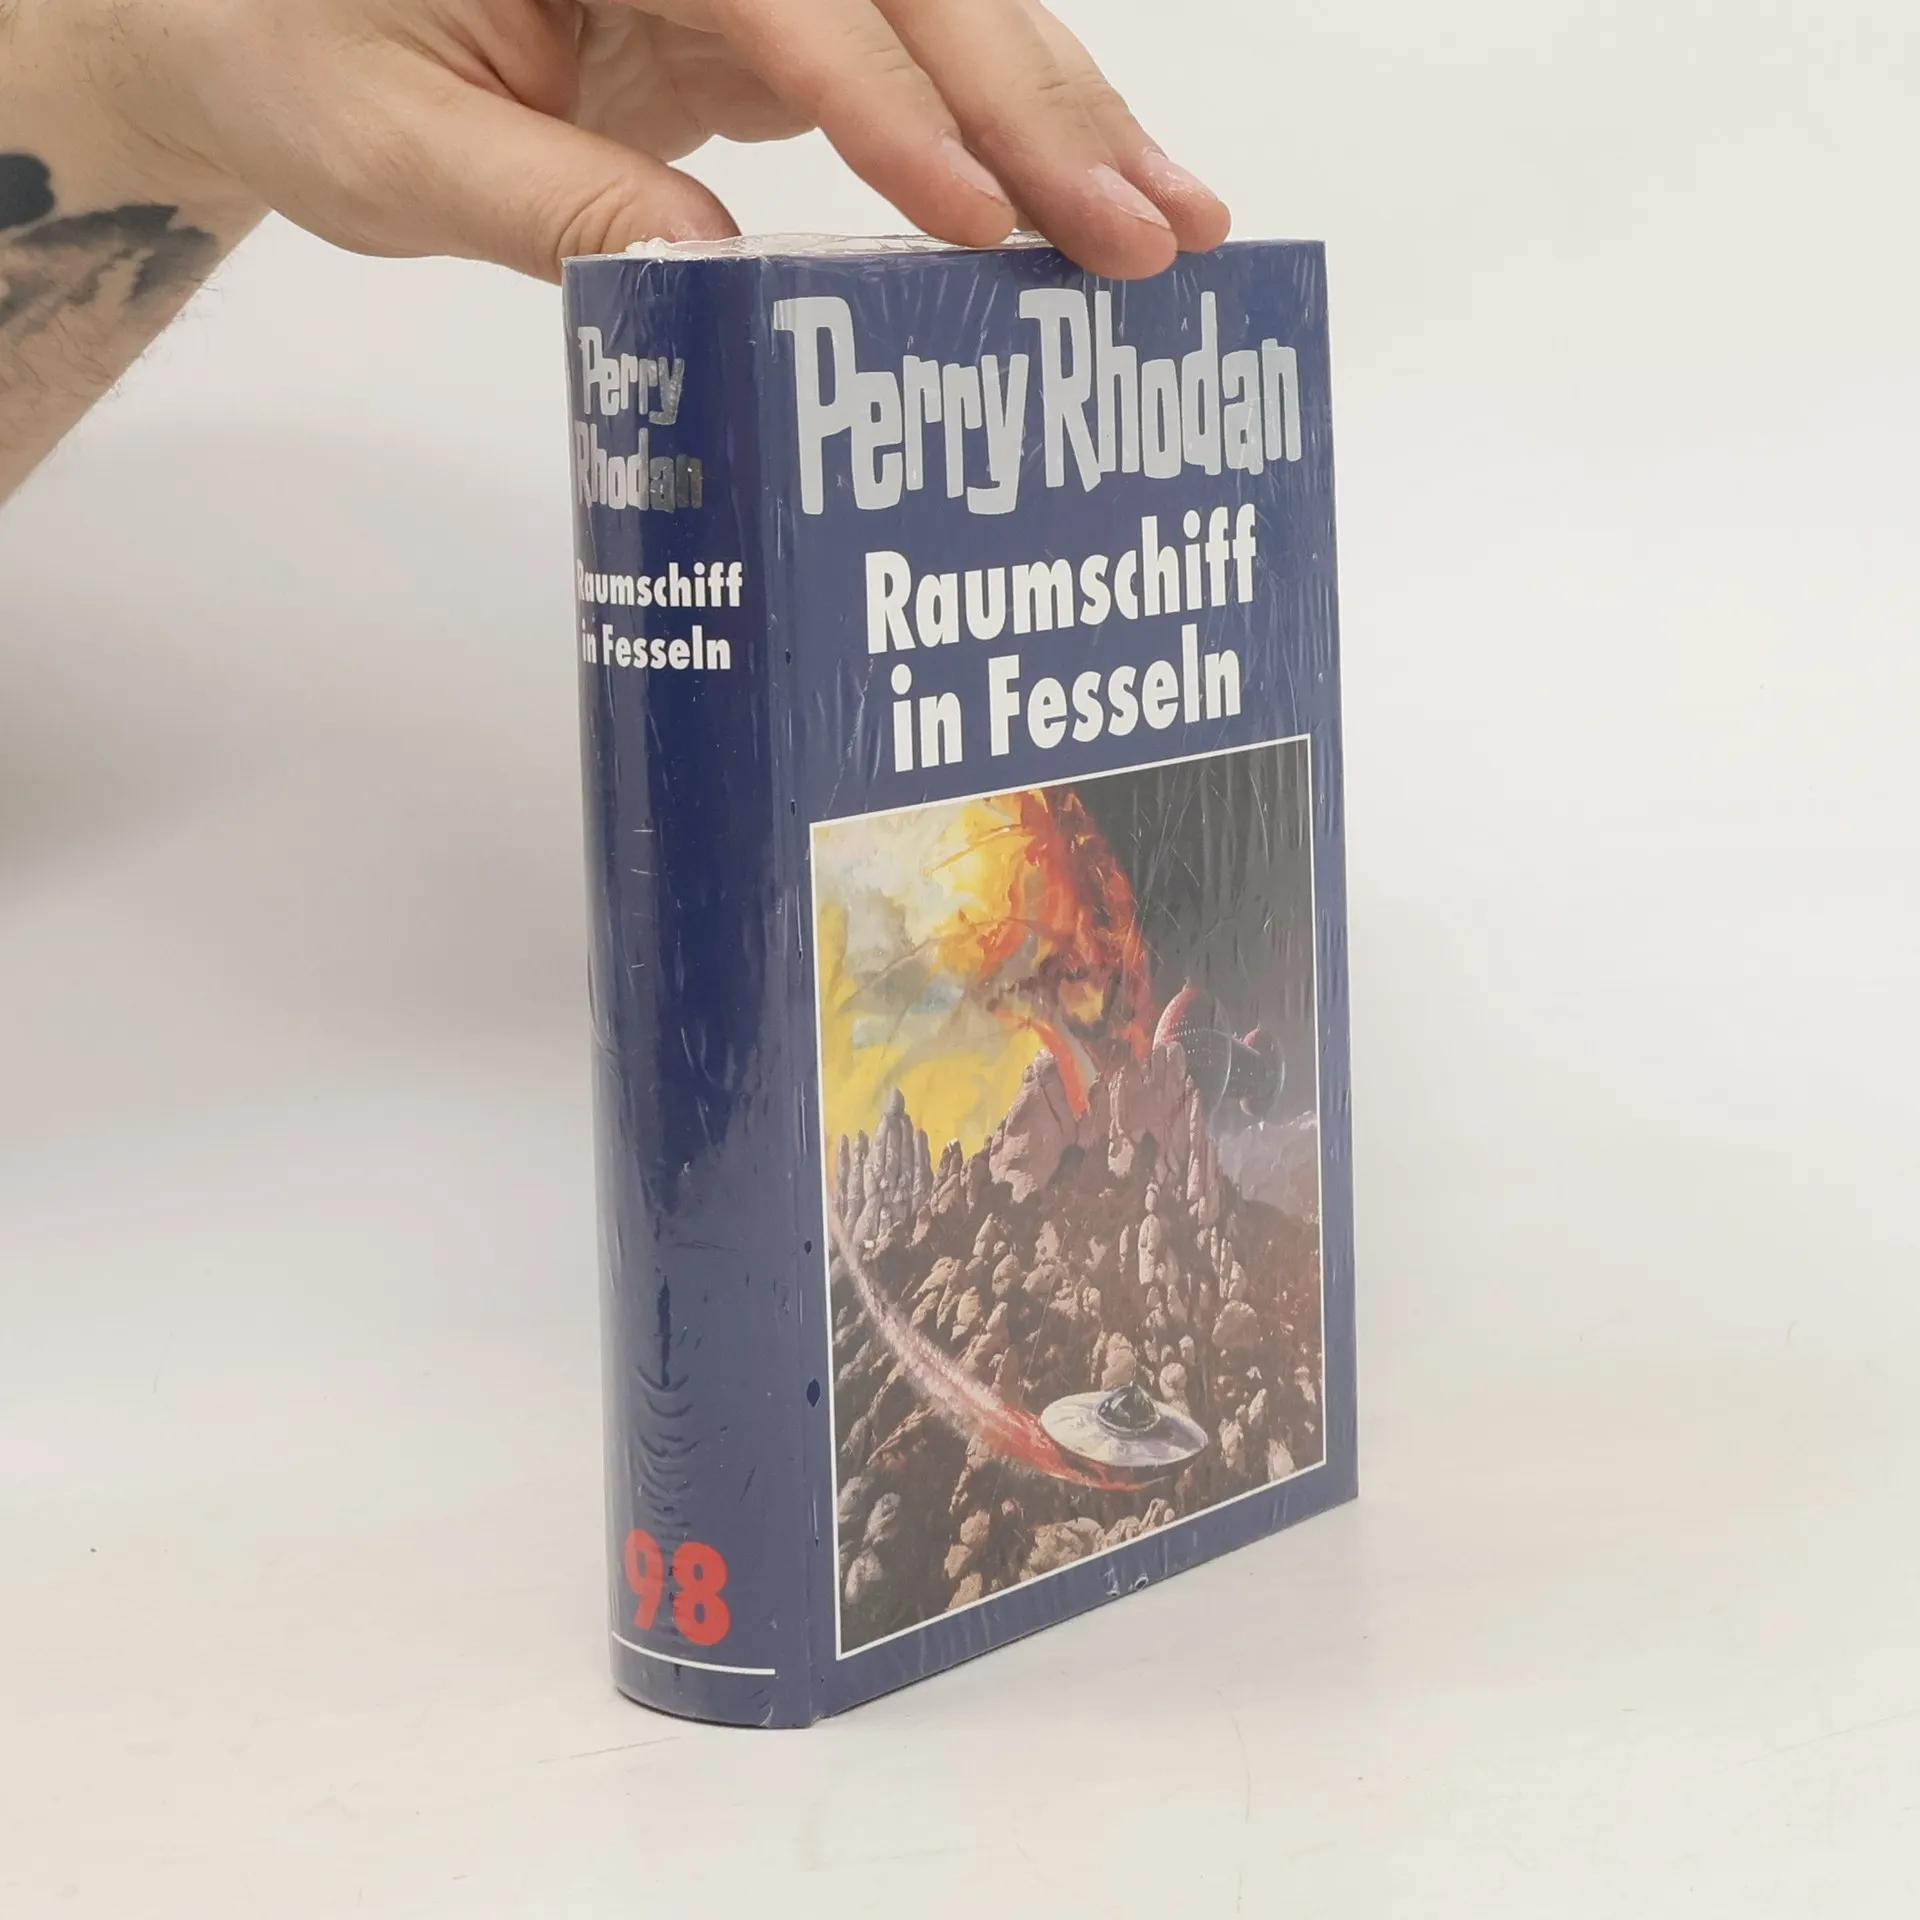 Perry
Rhodan
Raumschiff
in Fesseln
98
Perry Rhodan
Raumschiff
in Fesseln